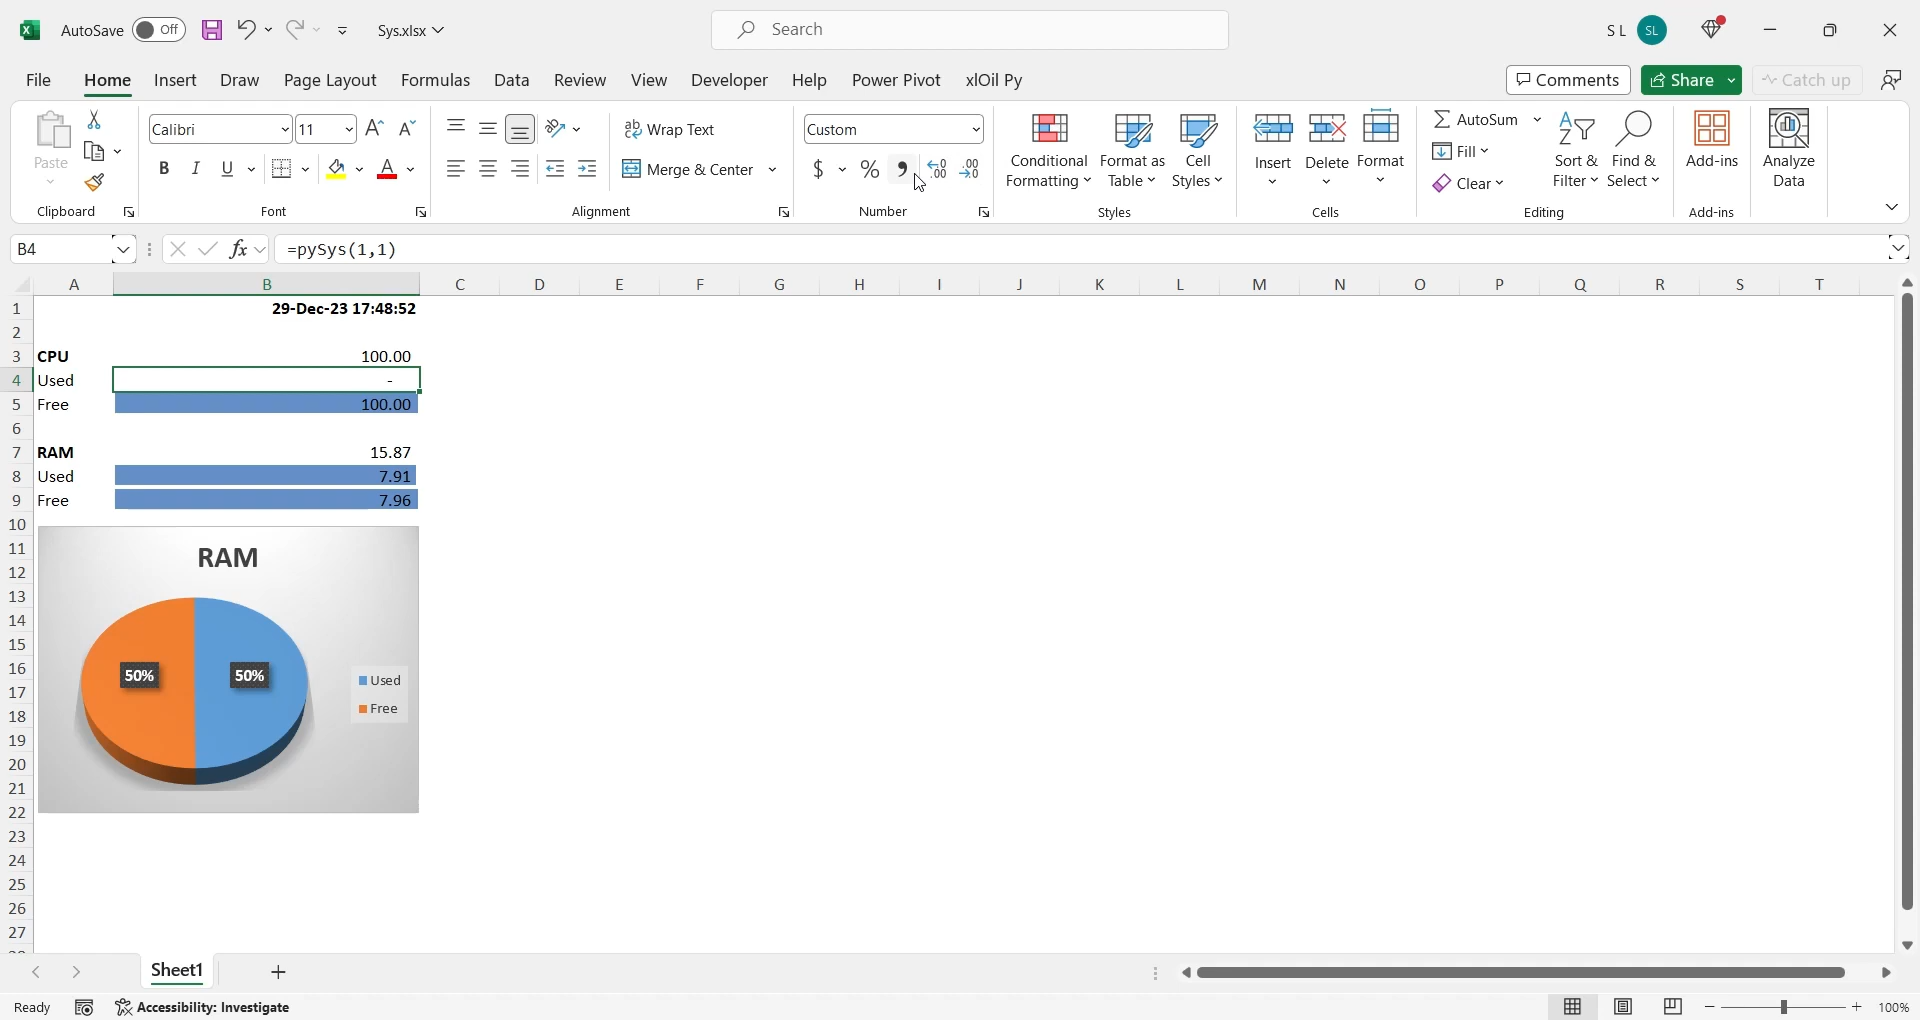 AutoSave Off Sys.xlsx Search S L SL
File Home Insert Draw Page Layout Formulas Data Review View Developer Help Power Pivot xlOil Py Comments Share Catch up
Paste
Clipboard
Calibri 11
B I U A
Font
ab Wrap Text
Merge & Center
Alignment
Custom
$ % ,
Number
Conditional Formatting
Format as Table
Cell Styles
Styles
Insert Delete Format
Cells
AutoSum
Fill
Clear
Sort & Filter
Find & Select
Editing
Add-ins
Add-ins
Analyze Data
B4 fx =pySys(1,1)
A B C D E F G H I J K L M N O P Q R S T
1 29-Dec-23 17:48:52
2
3 CPU 100.00
4 Used -
5 Free 100.00
6
7 RAM 15.87
8 Used 7.91
9 Free 7.96
10
11
12
13
14
15
16
17
18
19
20
21
22
23
24
25
26
27
RAM
50% 50%
Used
Free
Sheet1
Ready Accessibility: Investigate 100%